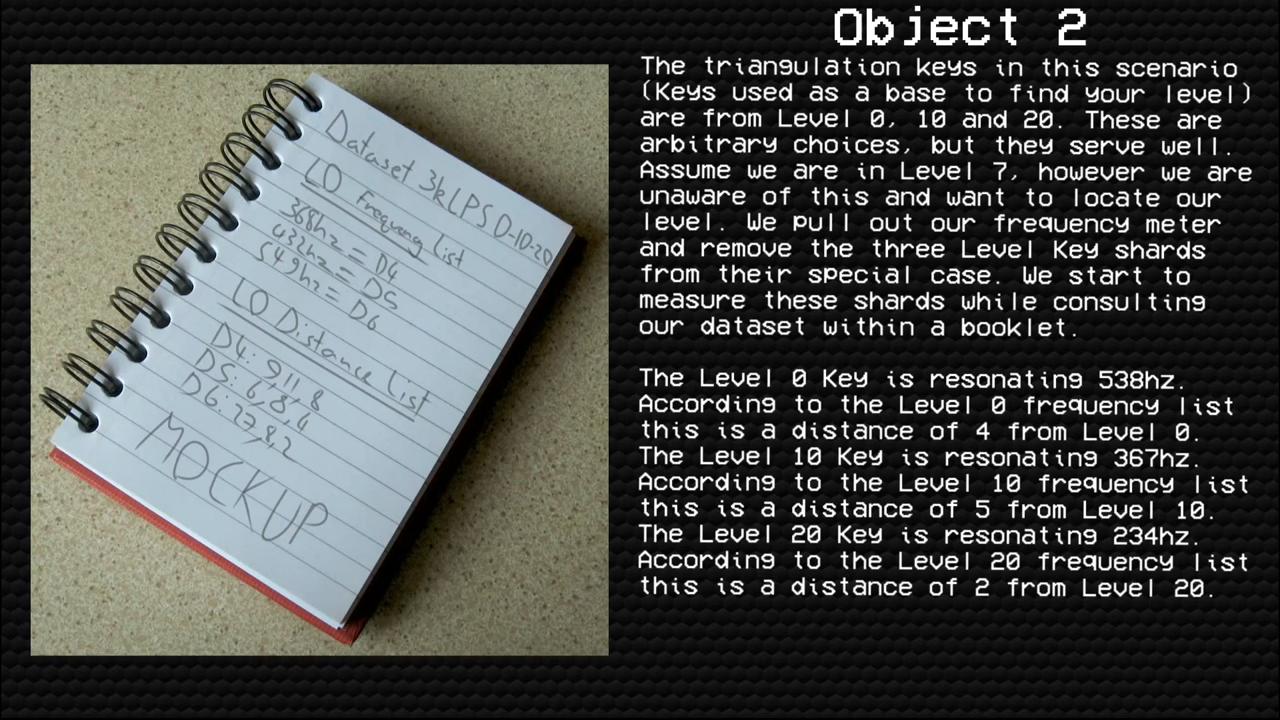 Object 2
Dataset 3kLPS 0-10-20
L0 Frequency List
368hz = D4
432hz = D5
549hz = D6
L0 Distance List
D4: 9,11,8
D5: 6,8,4
D6: 27,8,2
MOCKUP
The triangulation keys in this scenario
(Keys used as a base to find your level)
are from Level 0, 10 and 20. These are
arbitrary choices, but they serve well.
Assume we are in Level 7, however we are
unaware of this and want to locate our
level. We pull out our frequency meter
and remove the three Level Key shards
from their special case. We start to
measure these shards while consulting
our dataset within a booklet.
The Level 0 Key is resonating 538hz.
According to the Level 0 frequency list
this is a distance of 4 from Level 0.
The Level 10 Key is resonating 367hz.
According to the Level 10 frequency list
this is a distance of 5 from Level 10.
The Level 20 Key is resonating 234hz.
According to the Level 20 frequency list
this is a distance of 2 from Level 20.